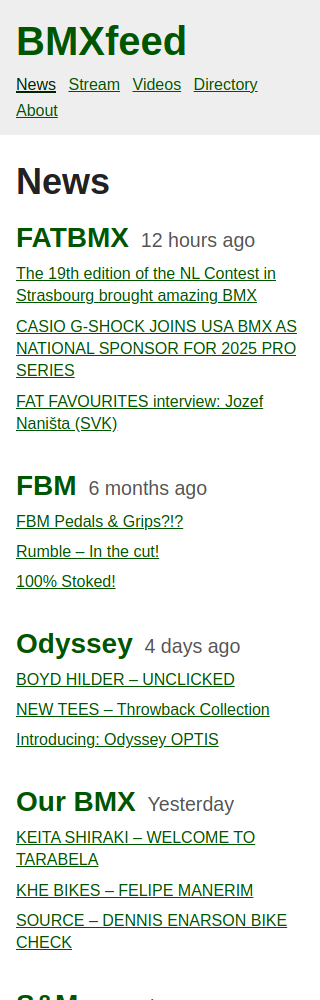 BMXfeed
News Stream Videos Directory
About
News
FATBMX 12 hours ago
The 19th edition of the NL Contest in
Strasbourg brought amazing BMX
CASIO G-SHOCK JOINS USA BMX AS
NATIONAL SPONSOR FOR 2025 PRO
SERIES
FAT FAVOURITES interview: Jozef
Naništa (SVK)
FBM 6 months ago
FBM Pedals & Grips?!?
Rumble – In the cut!
100% Stoked!
Odyssey 4 days ago
BOYD HILDER – UNCLICKED
NEW TEES – Throwback Collection
Introducing: Odyssey OPTIS
Our BMX Yesterday
KEITA SHIRAKI – WELCOME TO
TARABELA
KHE BIKES – FELIPE MANERIM
SOURCE – DENNIS ENARSON BIKE
CHECK
S&M